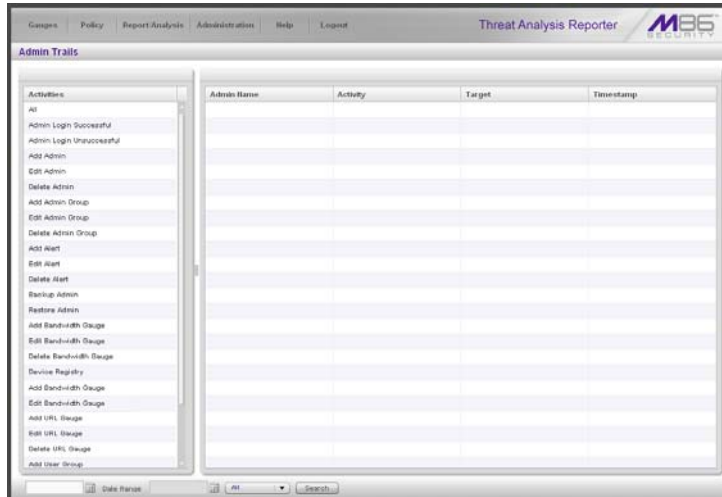 Gauges Policy Report/Analysis Administration Help Logout
Threat Analysis Reporter
M86 SECURITY
Admin Trails
Activities
Admin Name Activity Target Timestamp
All
Admin Login Successful
Admin Login Unsuccessful
Add Admin
Edit Admin
Delete Admin
Add Admin Group
Edit Admin Group
Delete Admin Group
Add Alert
Edit Alert
Delete Alert
Backup Admin
Restore Admin
Add Bandwidth Gauge
Edit Bandwidth Gauge
Delete Bandwidth Gauge
Device Registry
Add Bandwidth Gauge
Edit Bandwidth Gauge
Add URL Gauge
Edit URL Gauge
Delete URL Gauge
Add User Group
Date Range All Search